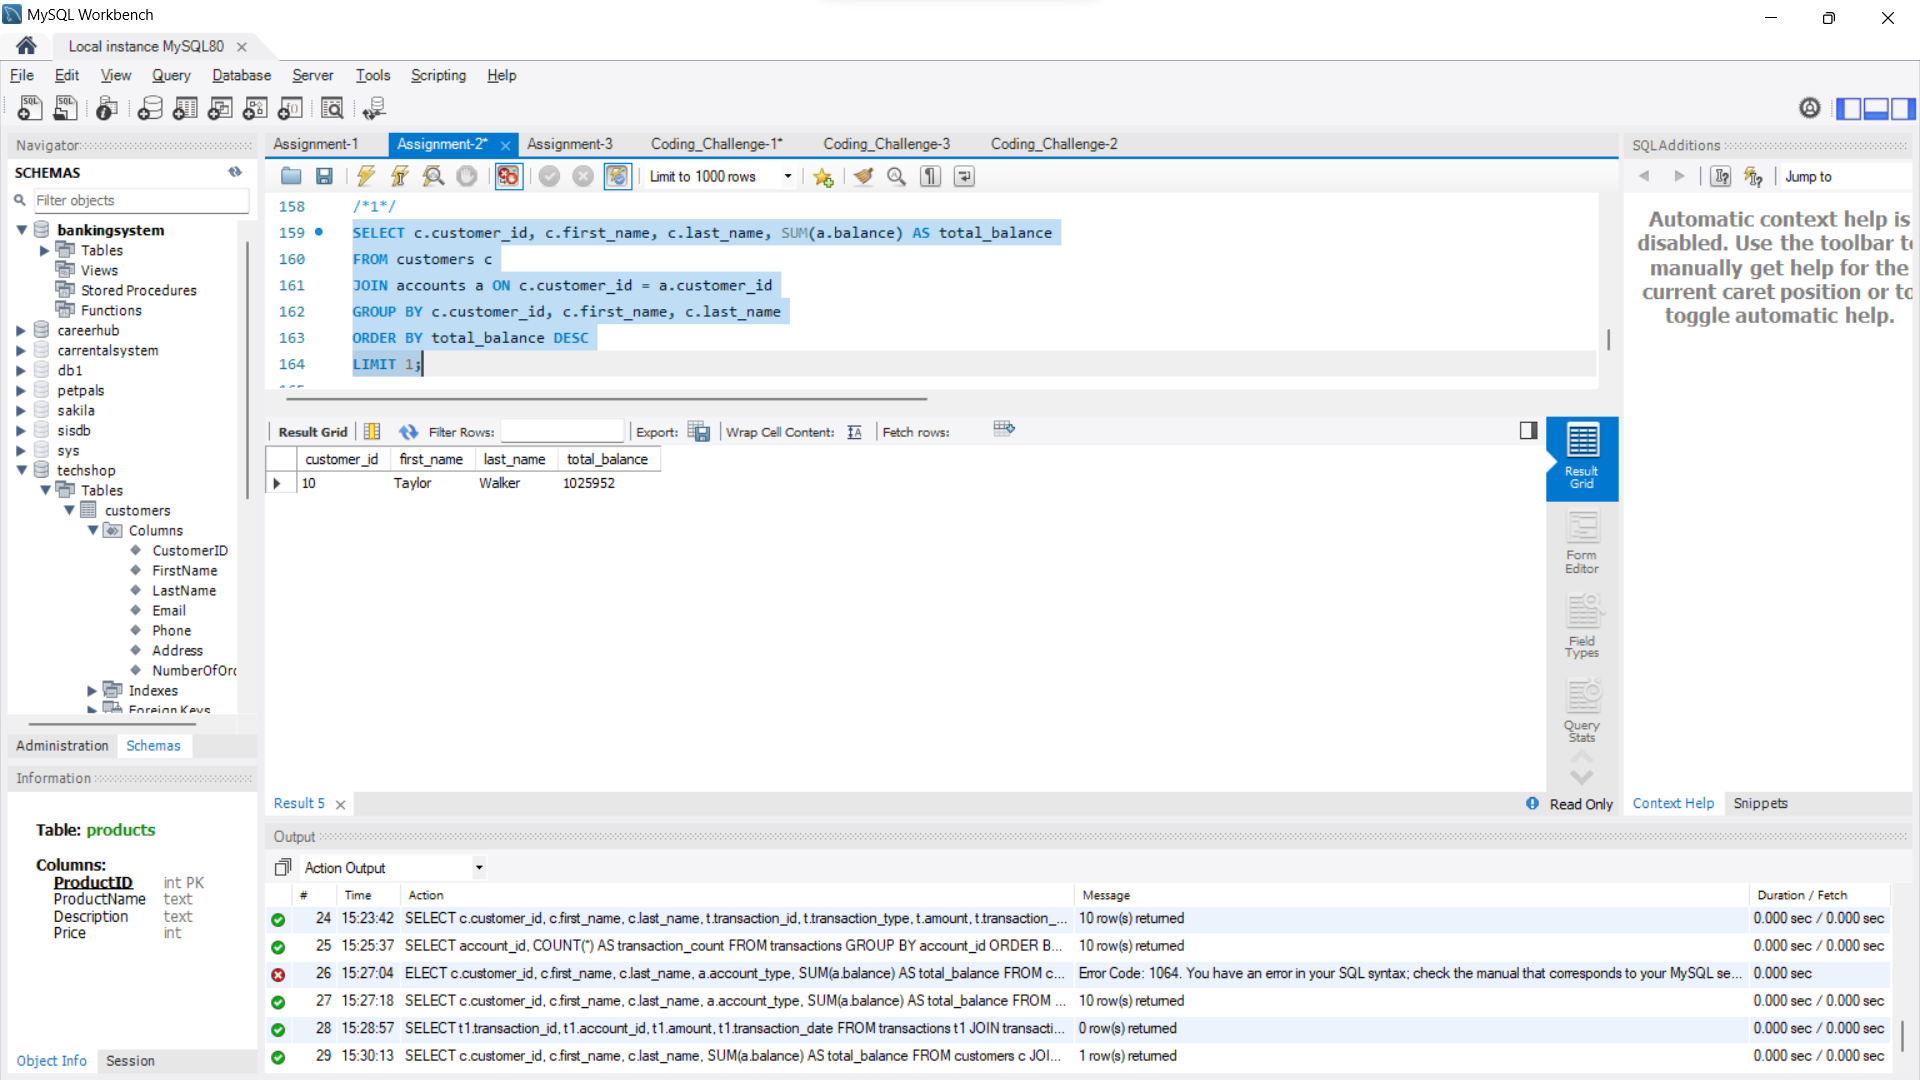 MySQL Workbench
Local instance MySQL80
File Edit View Query Database Server Tools Scripting Help
Navigator
SCHEMAS
Filter objects
bankingsystem
Tables
Views
Stored Procedures
Functions
careerhub
carrentalsystem
db1
petpals
sakila
sisdb
sys
techshop
Tables
customers
Columns
CustomerID
FirstName
LastName
Email
Phone
Address
NumberOfOr
Indexes
Foreign Keys
Administration Schemas
Information
Table: products
Columns:
ProductID int PK
ProductName text
Description text
Price int
Object Info Session
Assignment-1 Assignment-2* Assignment-3 Coding_Challenge-1* Coding_Challenge-3 Coding_Challenge-2
Limit to 1000 rows
158 /*1*/
159 SELECT c.customer_id, c.first_name, c.last_name, SUM(a.balance) AS total_balance
160 FROM customers c
161 JOIN accounts a ON c.customer_id = a.customer_id
162 GROUP BY c.customer_id, c.first_name, c.last_name
163 ORDER BY total_balance DESC
164 LIMIT 1;
Result Grid Filter Rows: Export: Wrap Cell Content: Fetch rows:
customer_id first_name last_name total_balance
10 Taylor Walker 1025952
Result Grid
Form Editor
Field Types
Query Stats
Result 5 Read Only
SQLAdditions
Jump to
Automatic context help is
disabled. Use the toolbar t
manually get help for the
current caret position or to
toggle automatic help.
Context Help Snippets
Output
Action Output
# Time Action Message Duration / Fetch
24 15:23:42 SELECT c.customer_id, c.first_name, c.last_name, t.transaction_id, t.transaction_type, t.amount, t.transaction_... 10 row(s) returned 0.000 sec / 0.000 sec
25 15:25:37 SELECT account_id, COUNT(*) AS transaction_count FROM transactions GROUP BY account_id ORDER B... 10 row(s) returned 0.000 sec / 0.000 sec
26 15:27:04 ELECT c.customer_id, c.first_name, c.last_name, a.account_type, SUM(a.balance) AS total_balance FROM c... Error Code: 1064. You have an error in your SQL syntax; check the manual that corresponds to your MySQL se... 0.000 sec
27 15:27:18 SELECT c.customer_id, c.first_name, c.last_name, a.account_type, SUM(a.balance) AS total_balance FROM ... 10 row(s) returned 0.000 sec / 0.000 sec
28 15:28:57 SELECT t1.transaction_id, t1.account_id, t1.amount, t1.transaction_date FROM transactions t1 JOIN transacti... 0 row(s) returned 0.000 sec / 0.000 sec
29 15:30:13 SELECT c.customer_id, c.first_name, c.last_name, SUM(a.balance) AS total_balance FROM customers c JOI... 1 row(s) returned 0.000 sec / 0.000 sec